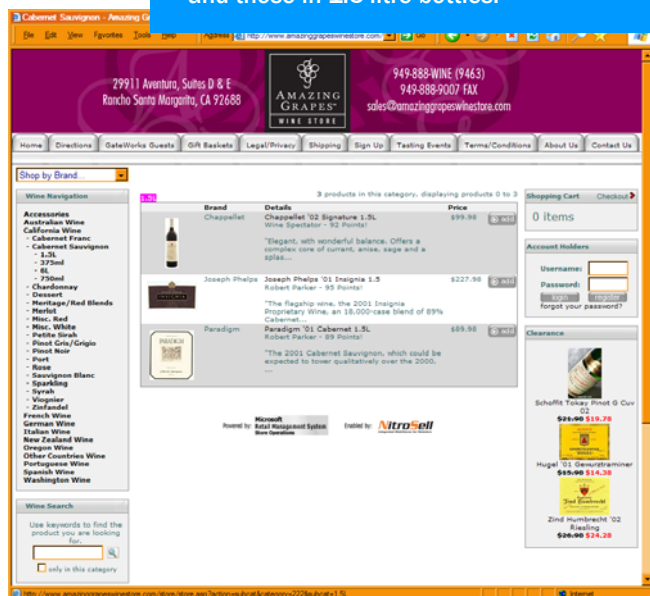 and those in 1.5 litre bottles.
Cabernet Sauvignon - Amazing Gr
File Edit View Favorites Tools Help
Address http://www.amazinggrapeswinestore.com/ Go
29911 Aventura, Suites D & E
Rancho Santa Margarita, CA 92688
AMAZING
GRAPES
WINE STORE
949-888-WINE (9463)
949-888-9007 FAX
sales@amazinggrapeswinestore.com
Home Directions GateWorks Guests Gift Baskets Legal/Privacy Shipping Sign Up Tasting Events Terms/Conditions About Us Contact Us
Shop by Brand...
Wine Navigation
Accessories
Australian Wine
California Wine
- Cabernet Franc
- Cabernet Sauvignon
- 1.5L
- 375ml
- 6L
- 750ml
- Chardonnay
- Dessert
- Meritage/Red Blends
- Merlot
- Misc. Red
- Misc. White
- Petite Sirah
- Pinot Gris/Grigio
- Pinot Noir
- Port
- Rose
- Sauvignon Blanc
- Sparkling
- Syrah
- Viognier
- Zinfandel
French Wine
German Wine
Italian Wine
New Zealand Wine
Oregon Wine
Other Countries Wine
Portuguese Wine
Spanish Wine
Washington Wine
Wine Search
Use keywords to find the
product you are looking
for.
only in this category
1.5L
3 products in this category, displaying products 0 to 3
Brand Details Price
Chappellet Chappellet '02 Signature 1.5L $99.98 add
Wine Spectator - 92 Points!
"Elegant, with wonderful balance. Offers a
complex core of currant, anise, sage and a
splas...
Joseph Phelps Joseph Phelps '01 Insignia 1.5 $227.98 add
Robert Parker - 95 Points!
"The flagship wine, the 2001 Insignia
Proprietary Wine, an 18,000-case blend of 89%
Cabernet...
PARADIGM
Paradigm Paradigm '01 Cabernet 1.5L $89.98 add
Robert Parker - 89 Points!
"The 2001 Cabernet Sauvignon, which could be
expected to tower qualitatively over the 2000,
...
Powered by: Microsoft
Retail Management System
Store Operations
Enabled by: NitroSell
Shopping Cart Checkout
0 items
Account Holders
Username:
Password:
login register
forgot your password?
Clearance
Schoffit Tokay Pinot G Cuv
02
$21.98 $19.78
Hugel '01 Gewurztraminer
$15.98 $14.38
Zind Humbrecht '02
Riesling
$26.98 $24.28
http://www.amazinggrapeswinestore.com/store/store.asp?action=subcat&category=222&subcat=1.5L
Internet